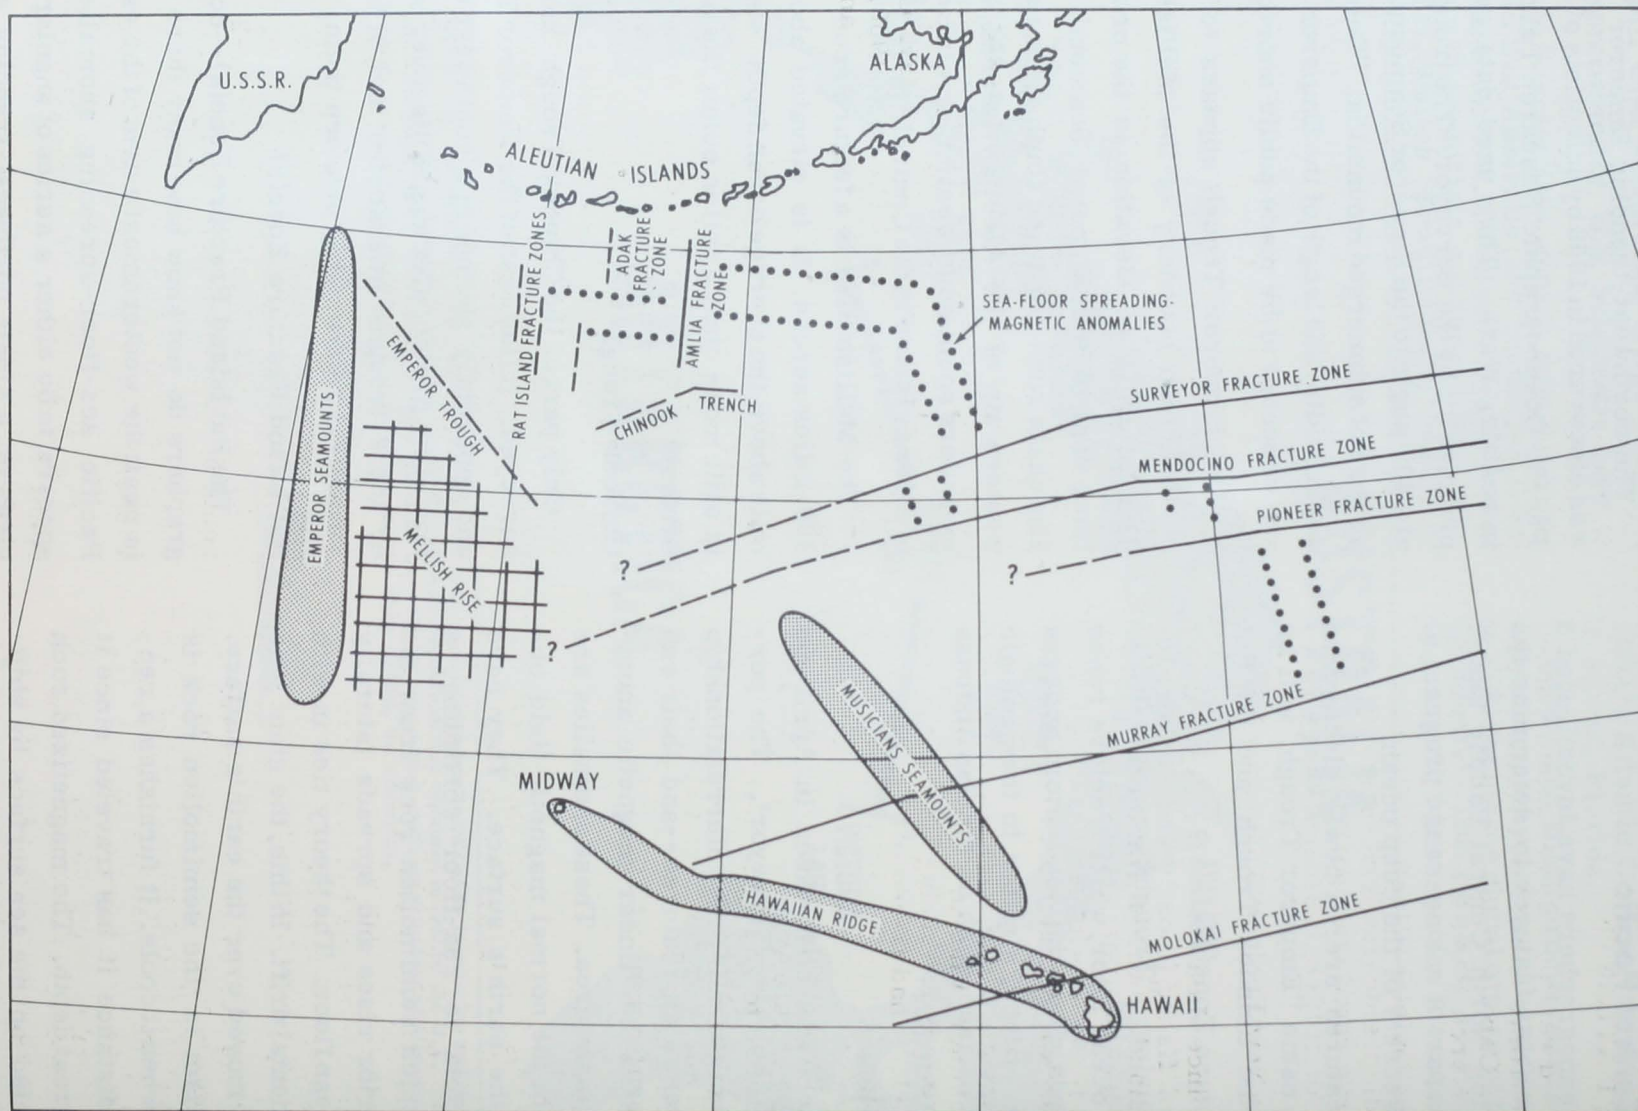 U.S.S.R.
ALASKA
ALEUTIAN ISLANDS
RAT ISLAND FRACTURE ZONES
ADAK
FRACTURE
ZONE
AMLIA FRACTURE
ZONE
SEA-FLOOR SPREADING-
MAGNETIC ANOMALIES
EMPEROR TROUGH
EMPEROR SEAMOUNTS
CHINOOK TRENCH
SURVEYOR FRACTURE ZONE
MENDOCINO FRACTURE ZONE
PIONEER FRACTURE ZONE
MELLISH RISE
?
?
?
MURRAY FRACTURE ZONE
MUSICIANS SEAMOUNTS
MIDWAY
HAWAIIAN RIDGE
MOLOKAI FRACTURE ZONE
HAWAII